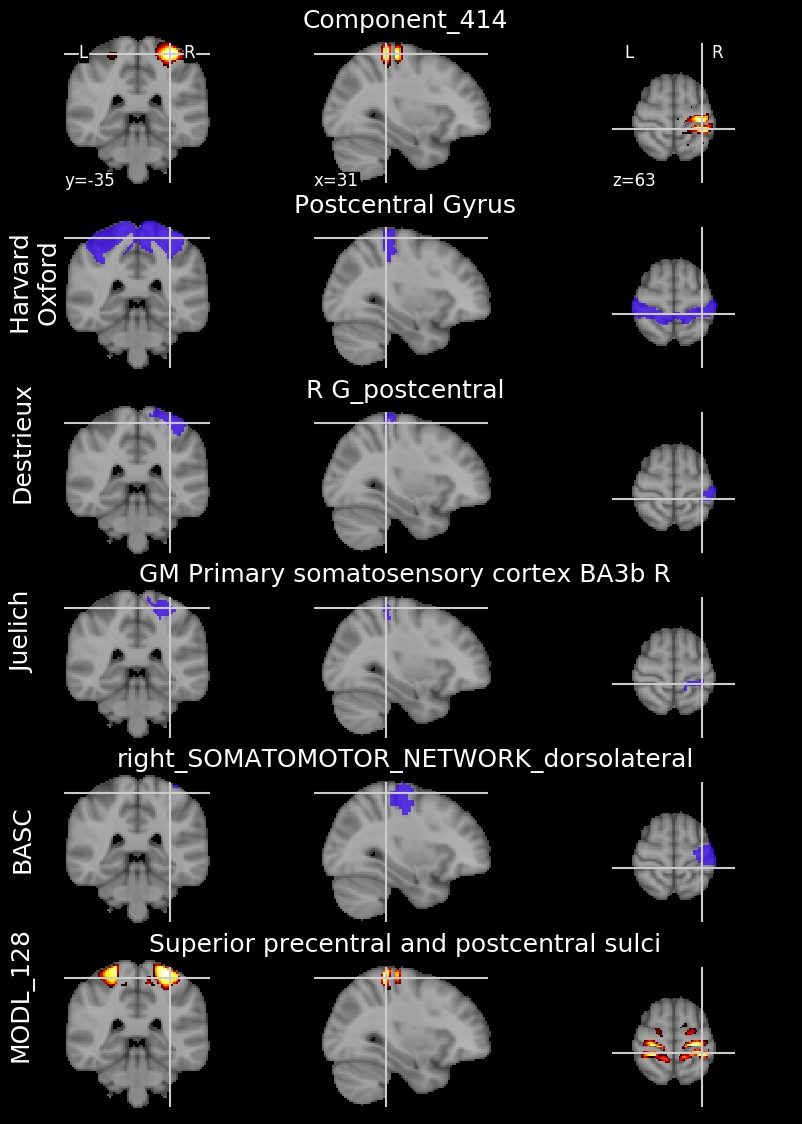 Component_414
L R
L R
y=-35
x=31
z=63
Postcentral Gyrus
Harvard
Oxford
R G_postcentral
Destrieux
GM Primary somatosensory cortex BA3b R
Juelich
right_SOMATOMOTOR_NETWORK_dorsolateral
BASC
Superior precentral and postcentral sulci
MODL_128